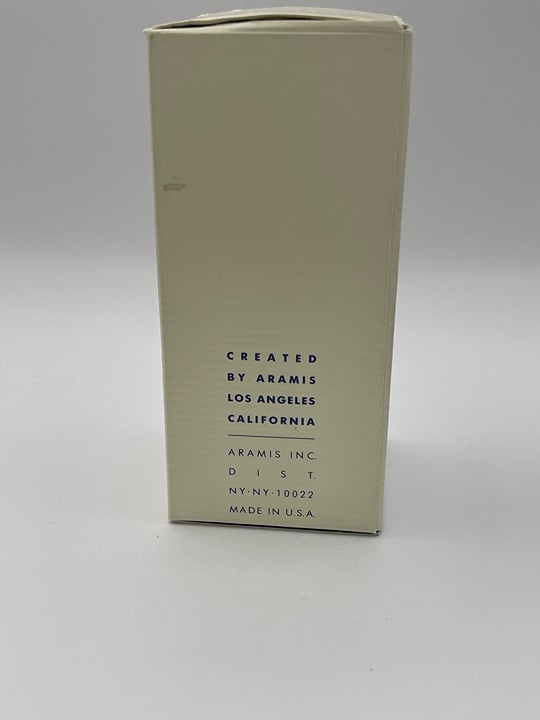 CREATED
BY ARAMIS
LOS ANGELES
CALIFORNIA
ARAMIS INC.
DIST.
NY-NY-10022
MADE IN U.S.A.